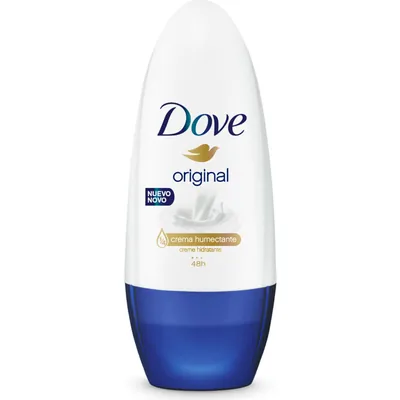 Dove
original
NUEVO
NOVO
crema humectante
creme hidratante
48h